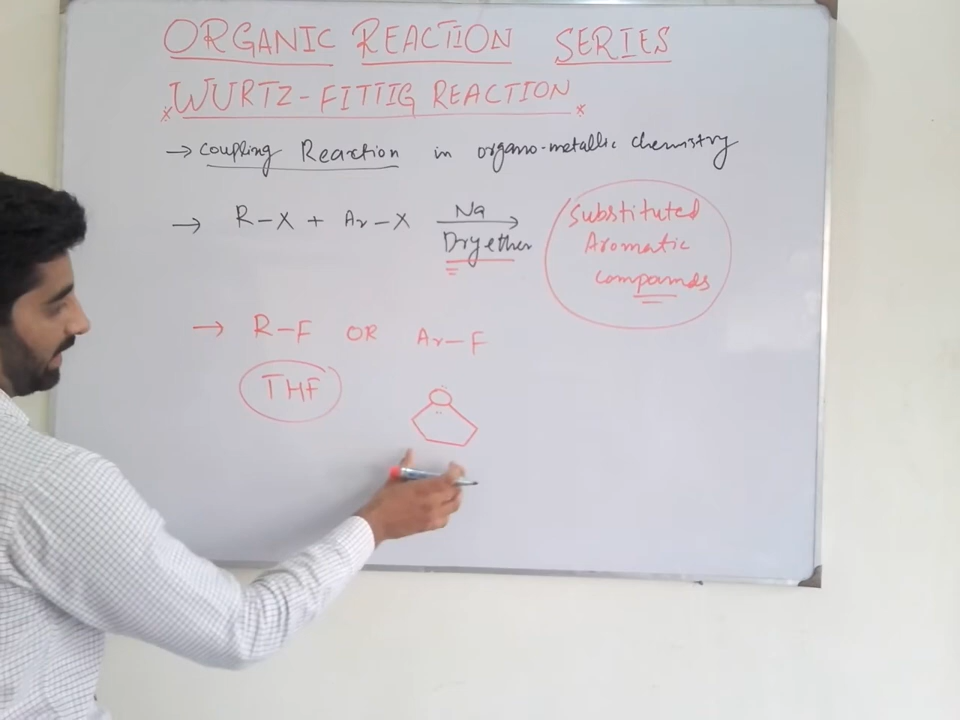 ORGANIC REACTION SERIES
*WURTZ-FITTIG REACTION*
→ Coupling Reaction in organo-metallic chemistry
→ R-X + Ar-X Na → Dry ether
Substituted
Aromatic
Compounds
→ R-F OR Ar-F
THF
O